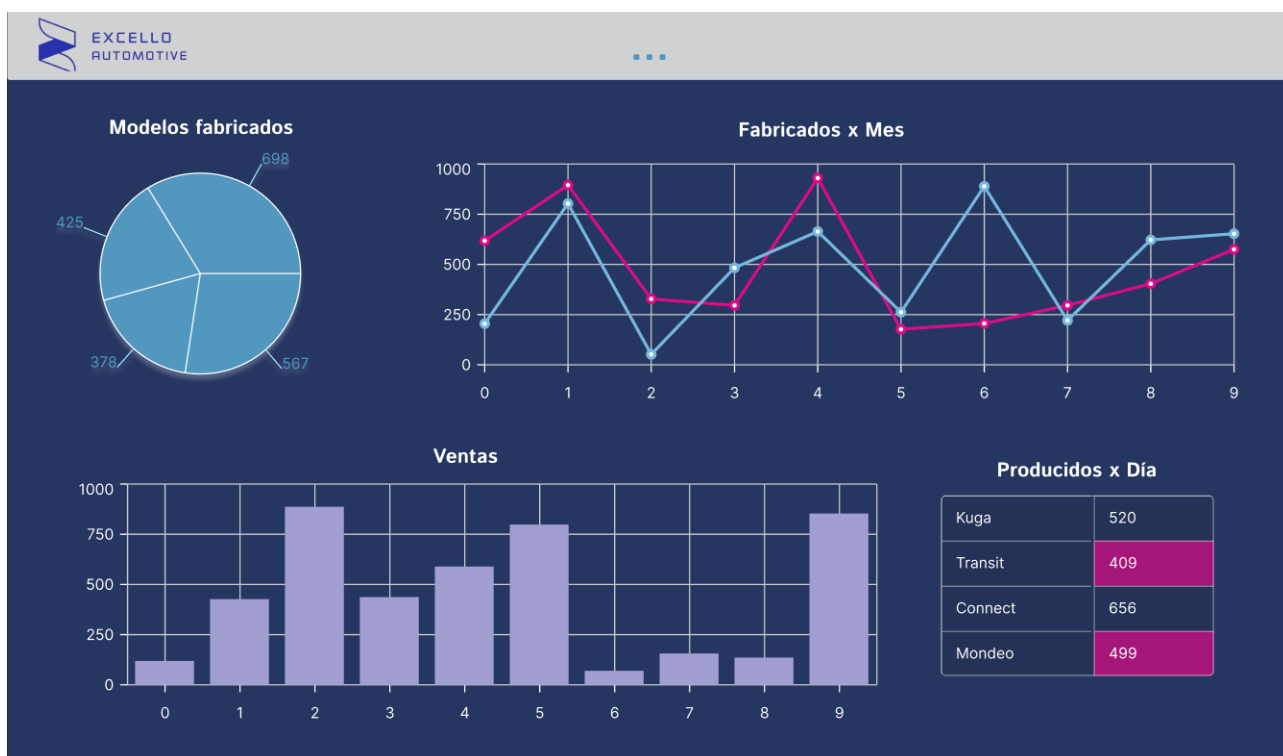 EXCELLO
AUTOMOTIVE
...
Modelos fabricados
698
425
378
567
Fabricados x Mes
1000
750
500
250
0
0 1 2 3 4 5 6 7 8 9
Ventas
1000
750
500
250
0
0 1 2 3 4 5 6 7 8 9
Producidos x Día
Kuga 520
Transit 409
Connect 656
Mondeo 499